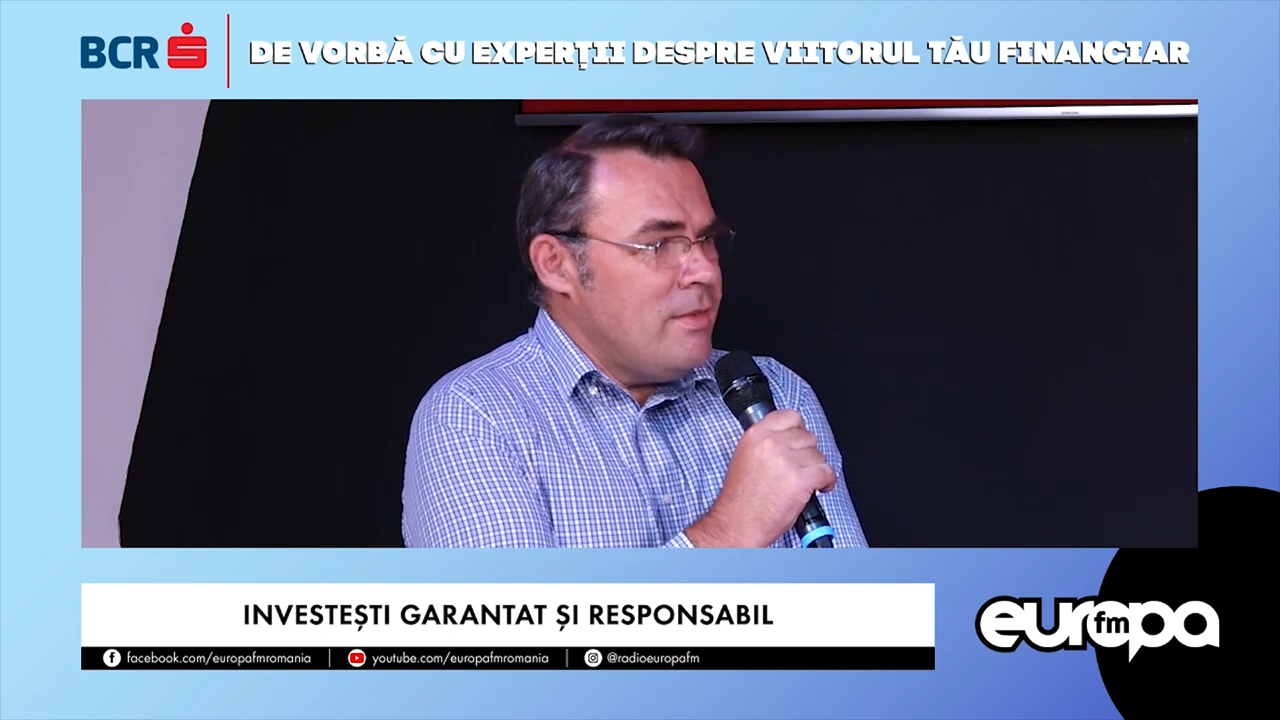 BCR
DE VORBĂ CU EXPERȚII DESPRE VIITORUL TĂU FINANCIAR
INVESTEȘTI GARANTAT ȘI RESPONSABIL
facebook.com/europafmromania
youtube.com/europafmromania
@radioeuropafm
europa
fm